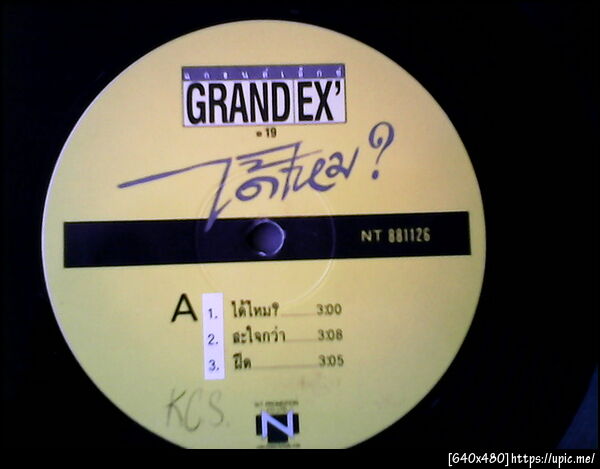 แกรนด์เอ็กซ์
GRAND EX'
19
ได้ไหม?
NT 881126
A
1. ได้ไหม? 3:00
2. สะใจกว่า 3:08
3. ฝืด 3:05
KCS.
N
[640x480]https://upic.me/